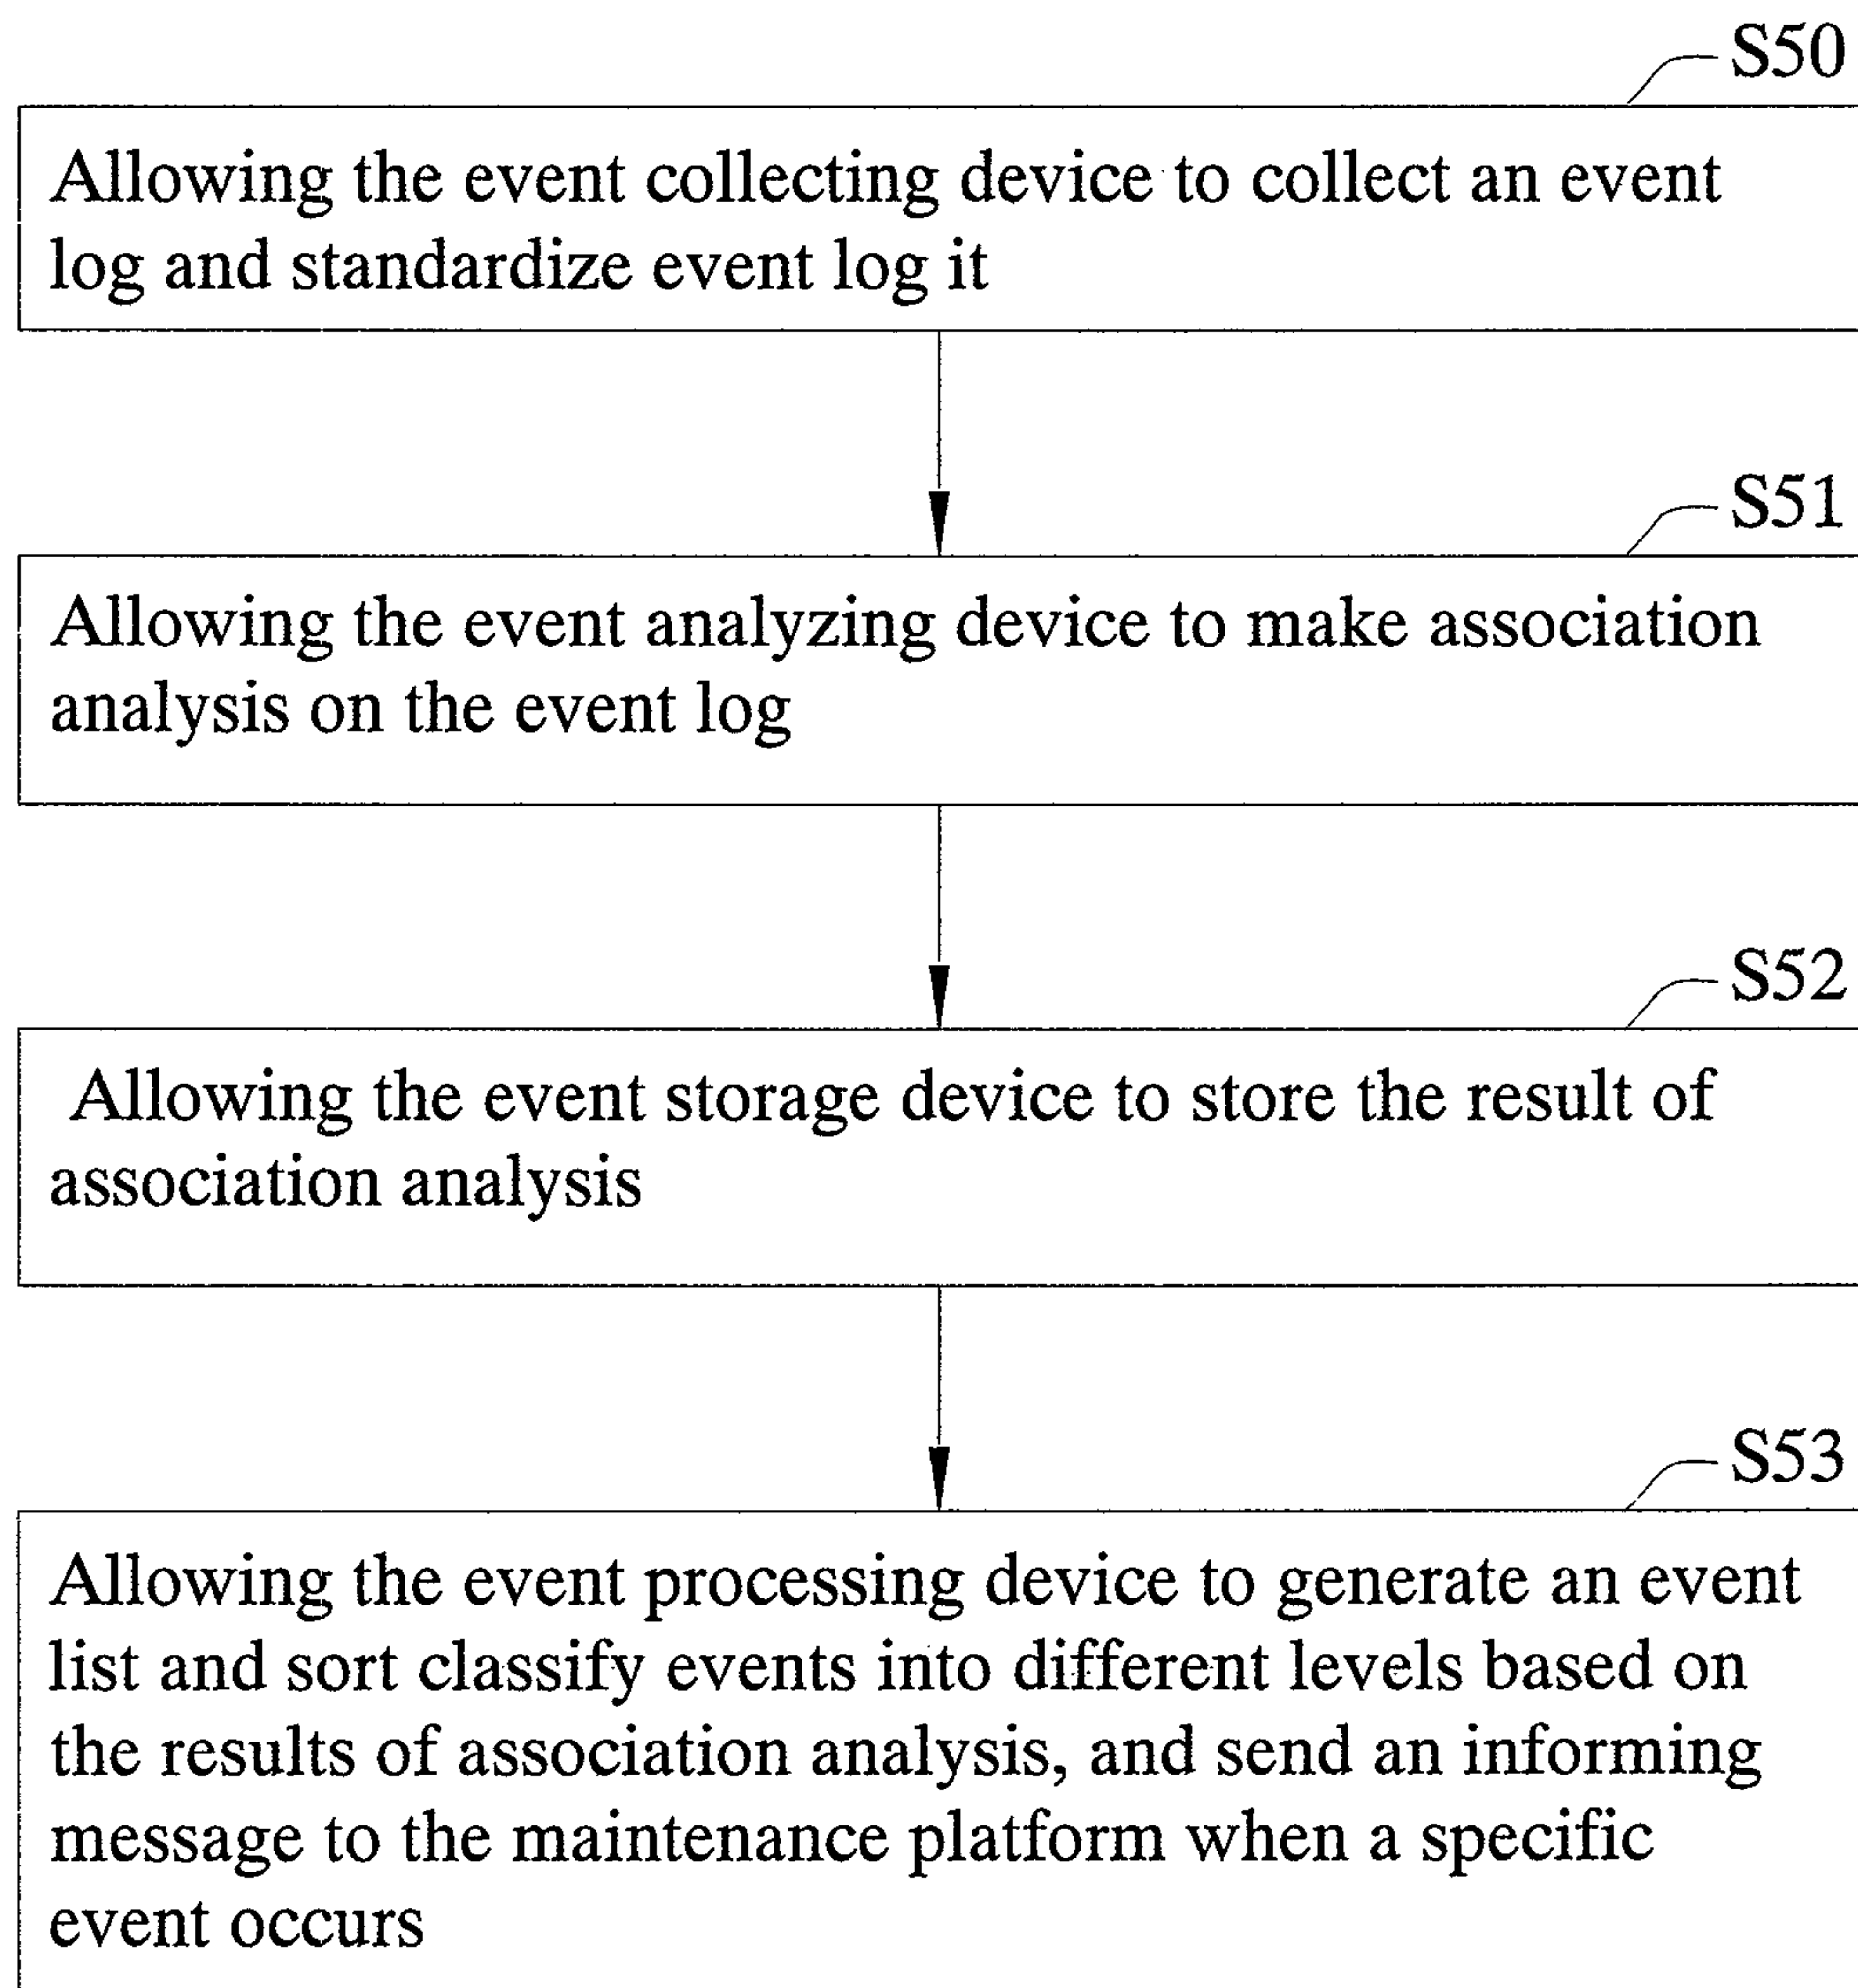 S50
Allowing the event collecting device to collect an event
log and standardize event log it
S51
Allowing the event analyzing device to make association
analysis on the event log
S52
Allowing the event storage device to store the result of
association analysis
S53
Allowing the event processing device to generate an event
list and sort classify events into different levels based on
the results of association analysis, and send an informing
message to the maintenance platform when a specific
event occurs